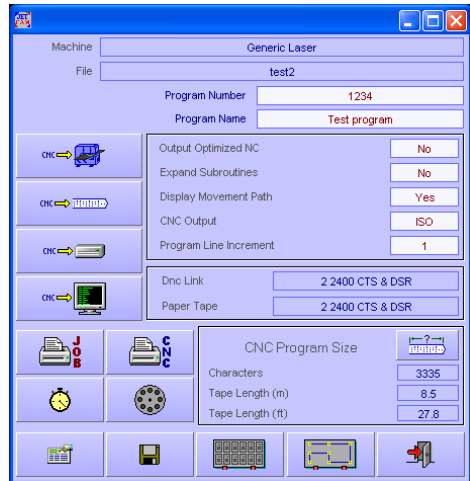 JET CAM
Machine Generic Laser
File test2
Program Number 1234
Program Name Test program
CNC
Output Optimized NC No
Expand Subroutines No
CNC
Display Movement Path Yes
CNC Output ISO
CNC
Program Line Increment 1
CNC
Dnc Link 2 2400 CTS & DSR
Paper Tape 2 2400 CTS & DSR
JOB
CNC
CNC Program Size
?
Characters 3335
Tape Length (m) 8.5
Tape Length (ft) 27.8